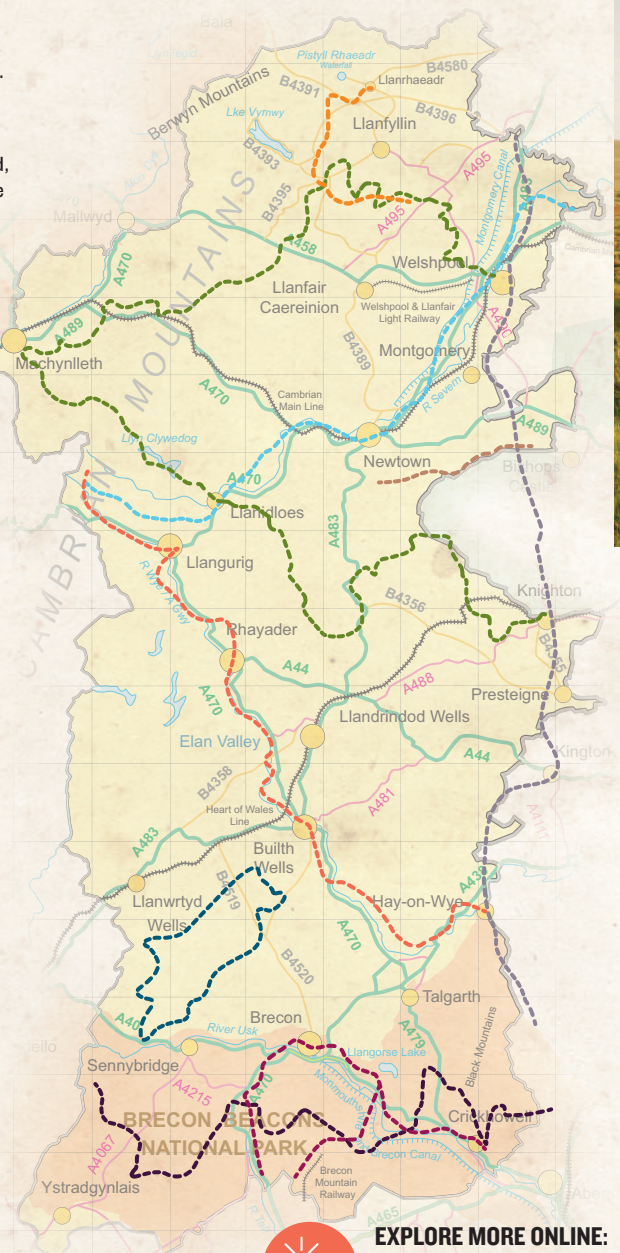 Bala
Pistyll Rhaeadr
Waterfall
B4580
Llanrhaeadr
B4391
Berwyn Mountains
B4396
Lke Vymwy
Llanfyllin
B4393
A495
d,
e
B4395
Montgomery Canal
Mallwyd
A495
A458
A470
Welshpool
Llanfair
Caereinion
Welshpool & Llanfair
Light Railway
A489
B4389
Montgomery
Machynlleth
MOUNTAINS
A470
R Severn
Cambrian
Main Line
A489
Llyn Clywedog
Newtown
Bishops
Castle
A470
Llanidloes
CAMBRIAN
A483
Llangurig
R Wye / A Gwy
Knighton
B4356
Rhayader
A44
A488
Presteigne
A470
Llandrindod Wells
Elan Valley
A44
Kington
B4358
A481
Heart of Wales
Line
A483
Builth
Wells
B4519
Llanwrtyd
Wells
Hay-on-Wye
A470
B4520
Talgarth
A40
Brecon
River Usk
A479
Black Mountains
Sennybridge
Llangorse Lake
A4215
A470
BRECON BEACONS
NATIONAL PARK
Crickhowell
A4067
Brecon Canal
Brecon
Mountain
Railway
Ystradgynlais
A465
EXPLORE MORE ONLINE: